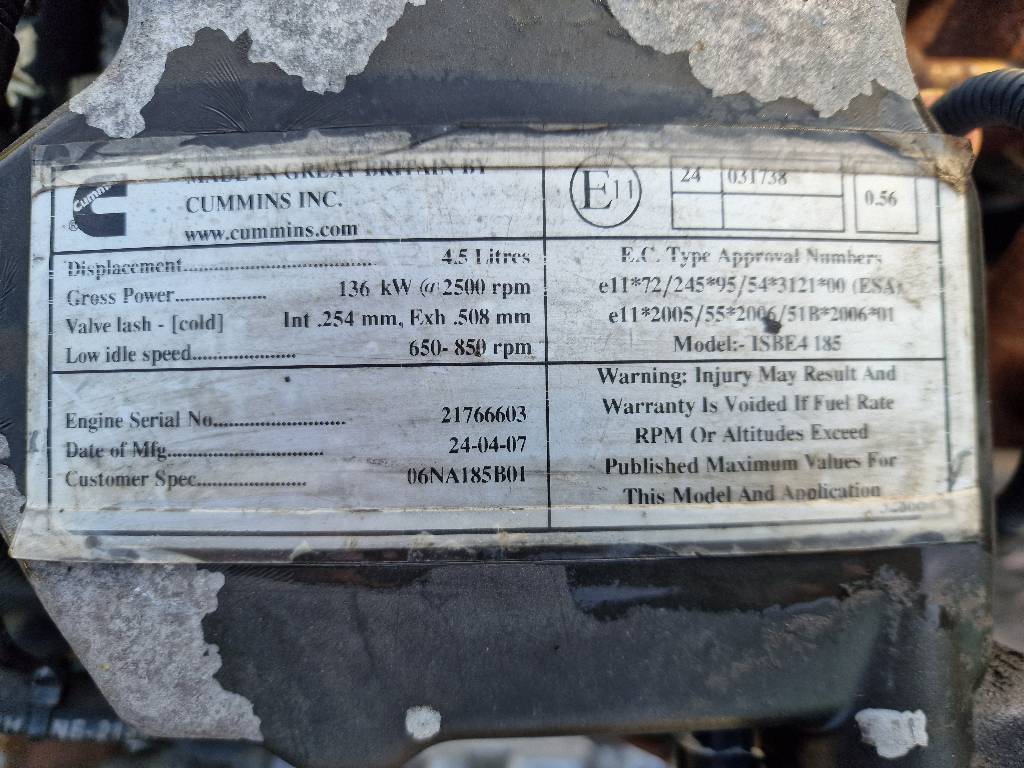 Cummins
®
MADE IN GREAT BRITAIN BY
CUMMINS INC.
www.cummins.com
E11
24 031738
0.56
Displacement.................................... 4.5 Litres
Gross Power.................. 136 kW @ 2500 rpm
Valve lash - [cold] Int .254 mm, Exh .508 mm
Low idle speed.................... 650- 850 rpm
E.C. Type Approval Numbers
e11*72/245*95/54*3121*00 (ESA)
e11*2005/55*2006/51B*2006*01
Model:- ISBE4 185
Engine Serial No......................... 21766603
Date of Mfg.............................. 24-04-07
Customer Spec..................... 06NA185B01
Warning: Injury May Result And
Warranty Is Voided If Fuel Rate
RPM Or Altitudes Exceed
Published Maximum Values For
This Model And Application